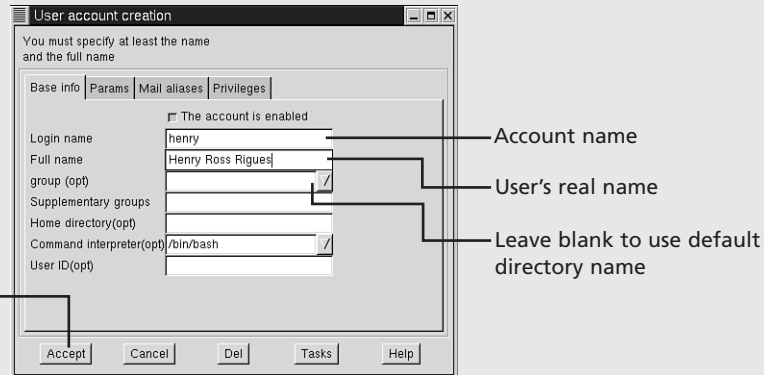 User account creation
You must specify at least the name
and the full name
Base info Params Mail aliases Privileges
The account is enabled
Login name henry
Full name Henry Ross Rigues
group (opt)
Supplementary groups
Home directory(opt)
Command interpreter(opt) /bin/bash
User ID(opt)
Accept Cancel Del Tasks Help
Account name
User's real name
Leave blank to use default
directory name